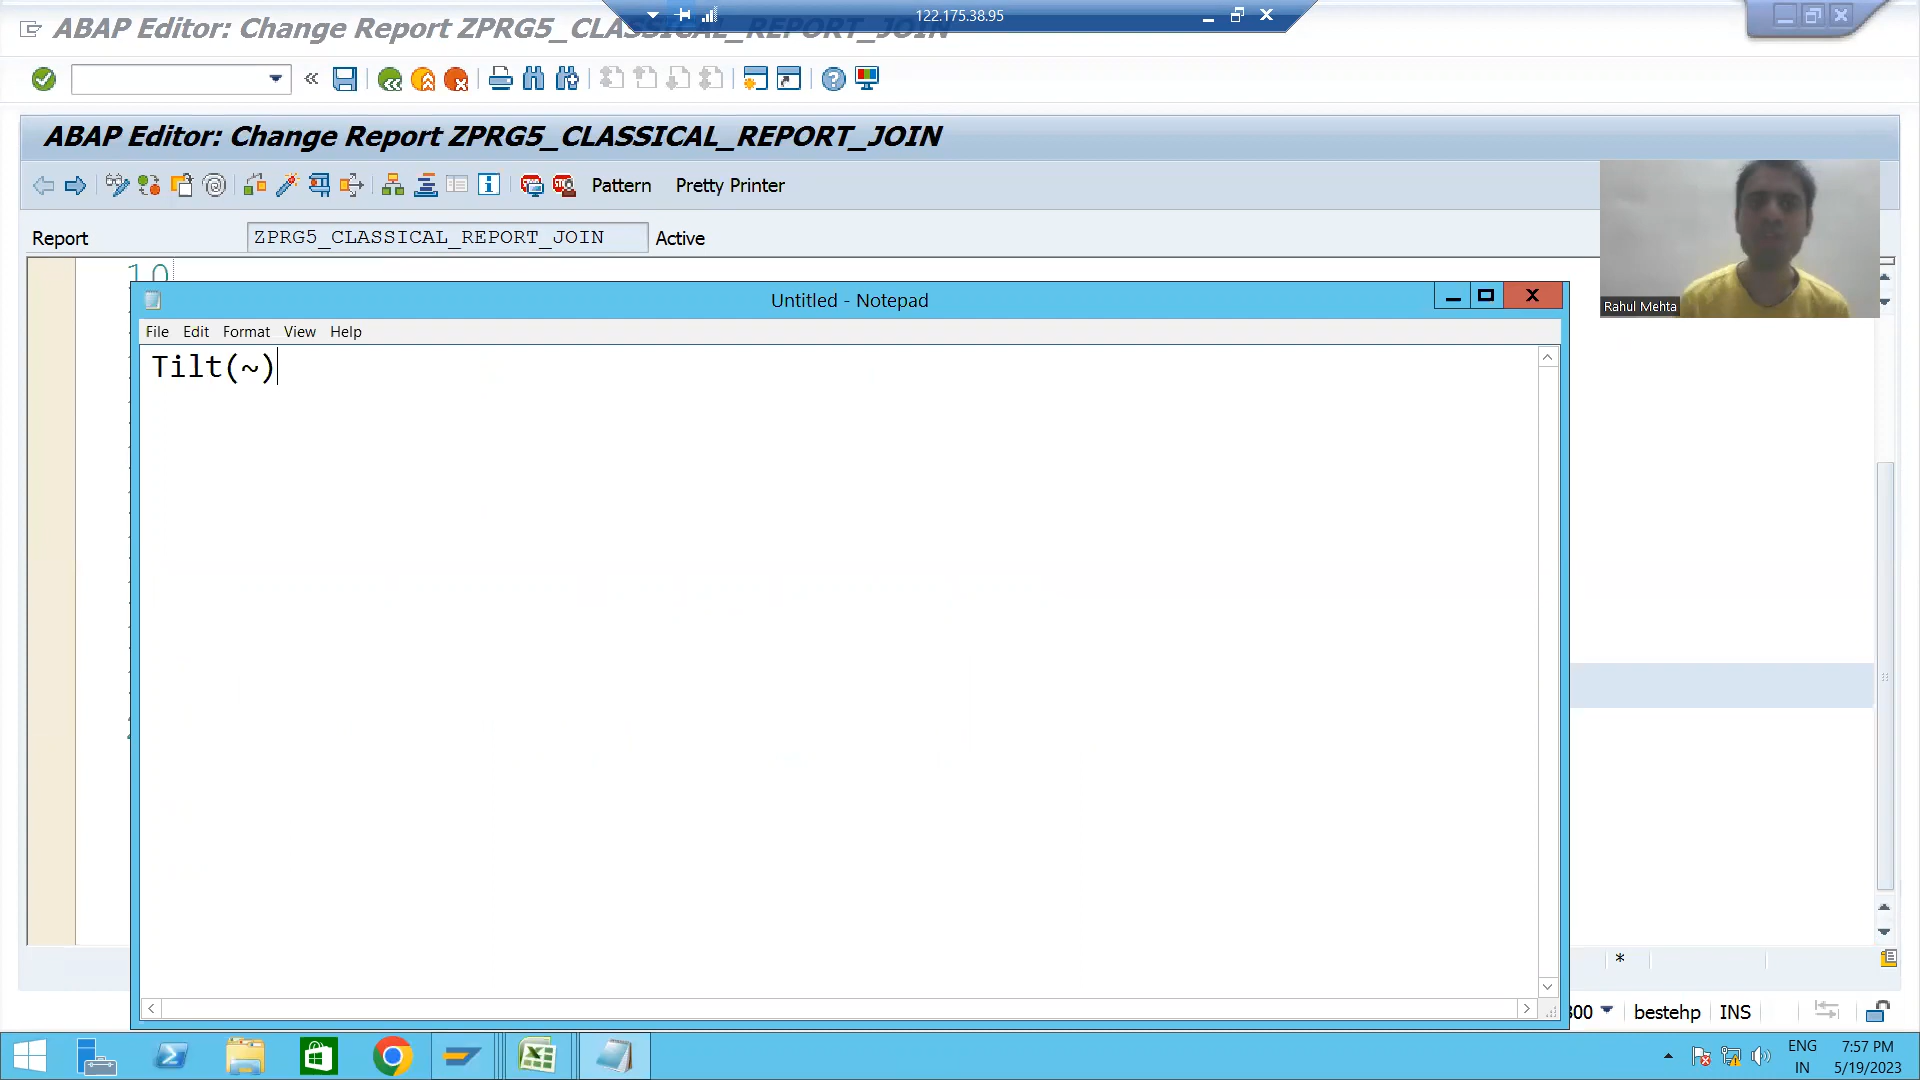 ABAP Editor: Change Report ZPRG5_CLASSICAL_REPORT_JOIN
122.175.38.95
ABAP Editor: Change Report ZPRG5_CLASSICAL_REPORT_JOIN
Pattern Pretty Printer
Report ZPRG5_CLASSICAL_REPORT_JOIN Active
10
Rahul Mehta
Untitled - Notepad
File Edit Format View Help
Tilt(~)
*
bestehp INS
ENG 7:57 PM
IN 5/19/2023